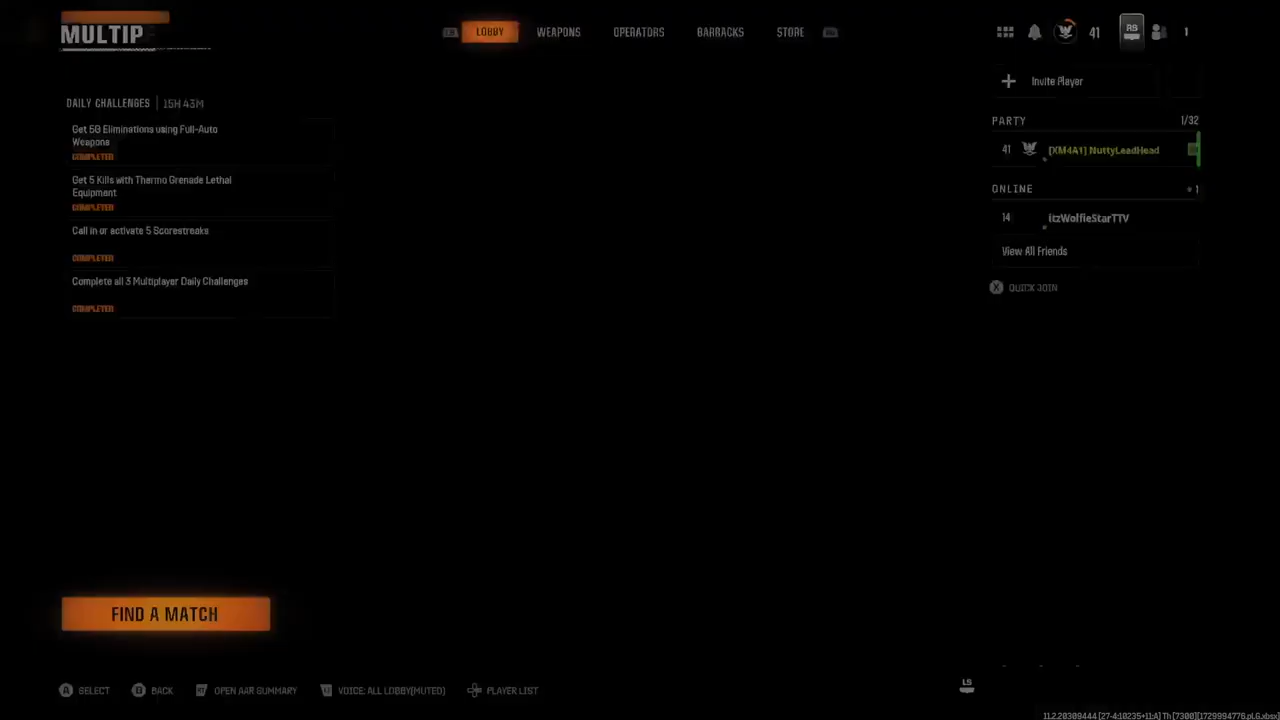 MULTIP
LOBBY WEAPONS OPERATORS BARRACKS STORE
41 RS 1
Invite Player
DAILY CHALLENGES | 15H 43M
PARTY 1/32
Get 50 Eliminations using Full-Auto
Weapons
COMPLETED
41 [XM4A1] NuttyLeadHead
Get 5 Kills with Thermo Grenade Lethal
Equipment
COMPLETED
ONLINE 1
14 itzWolfieStarTTV
Call in or activate 5 Scorestreaks
COMPLETED
View All Friends
Complete all 3 Multiplayer Daily Challenges
COMPLETED
X QUICK JOIN
FIND A MATCH
A SELECT B BACK OPEN AAR SUMMARY VOICE: ALL LOBBY(MUTED) PLAYER LIST
LS